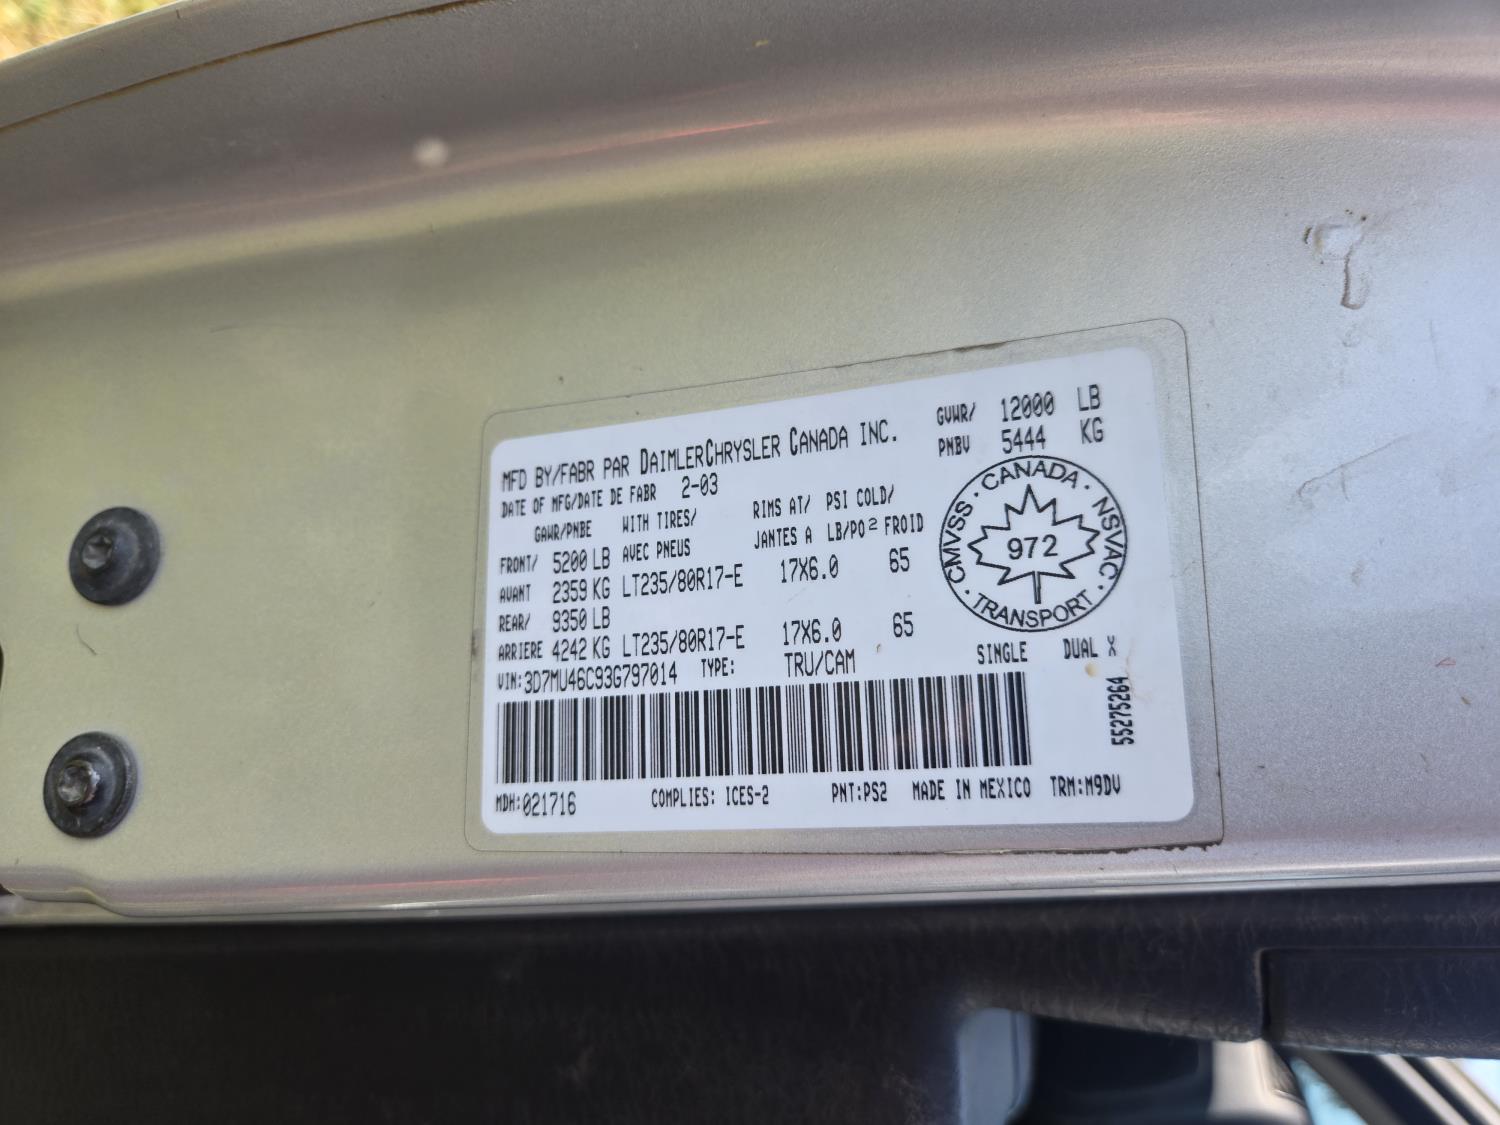 MFD BY/FABR PAR DAIMLERCHRYSLER CANADA INC.
GVWR/ 12000 LB
PNBV 5444 KG
DATE OF MFG/DATE DE FABR 2-03
GAWR/PNBE WITH TIRES/ RIMS AT/ PSI COLD/
AVEC PNEUS JANTES A LB/PO² FROID
FRONT/ 5200 LB
AVANT 2359 KG LT235/80R17-E 17X6.0 65
REAR/ 9350 LB
ARRIERE 4242 KG LT235/80R17-E 17X6.0 65
CANADA · NSVAC · TRANSPORT · CMVSS ·
972
VIN:3D7MU46C93G797014 TYPE: TRU/CAM SINGLE DUAL X
55275264
MDH:021716 COMPLIES: ICES-2 PNT:PS2 MADE IN MEXICO TRM:M9DV